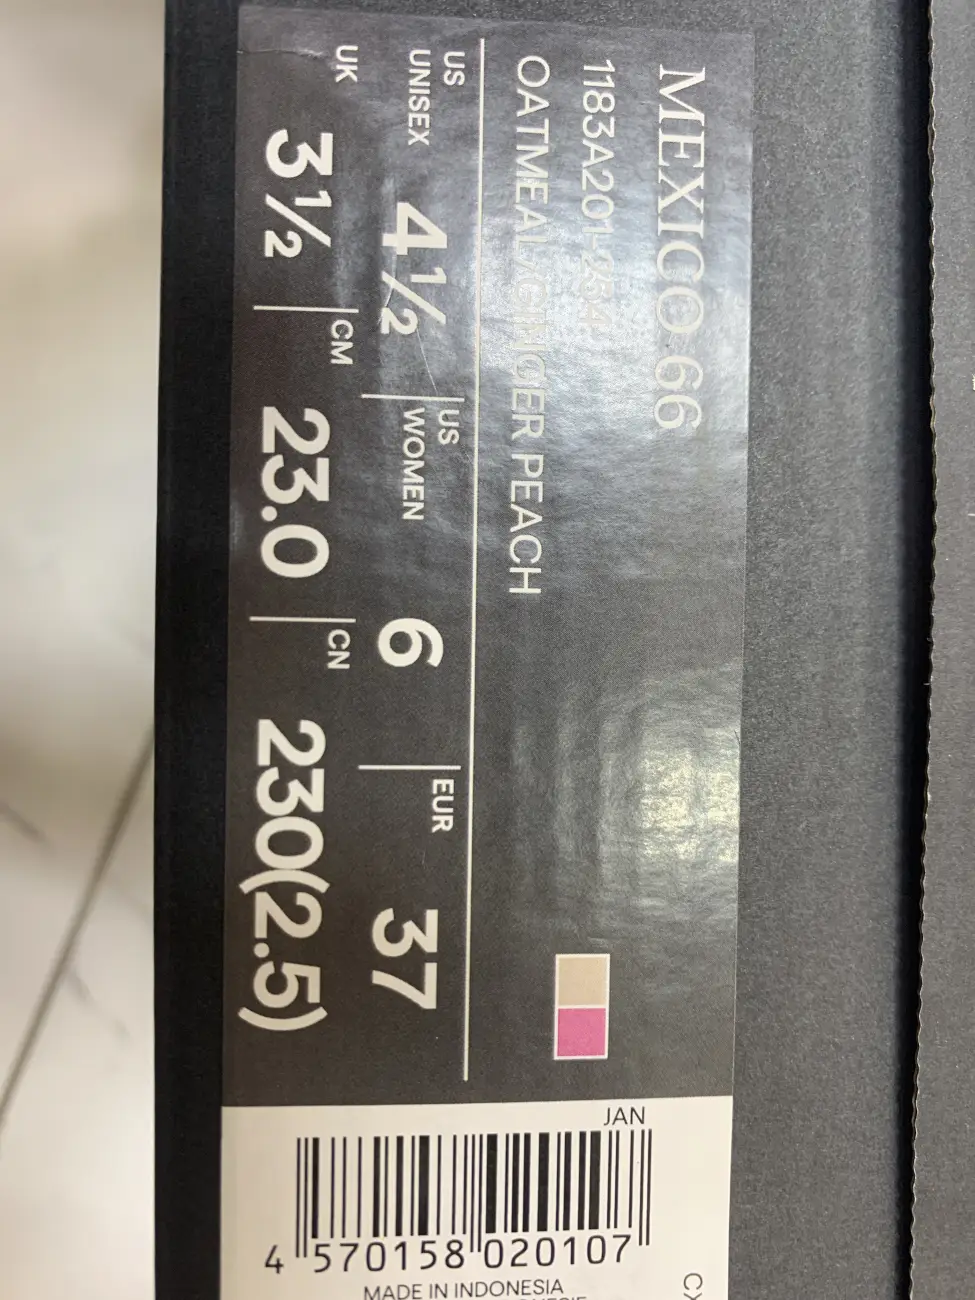 MEXICO 66
1183A201-254
OATMEAL/GINGER PEACH
US UNISEX 4½ US WOMEN 6 EUR 37
UK 3½ CM 23.0 CN 230(2.5)
JAN
4 570158 020107
MADE IN INDONESIA